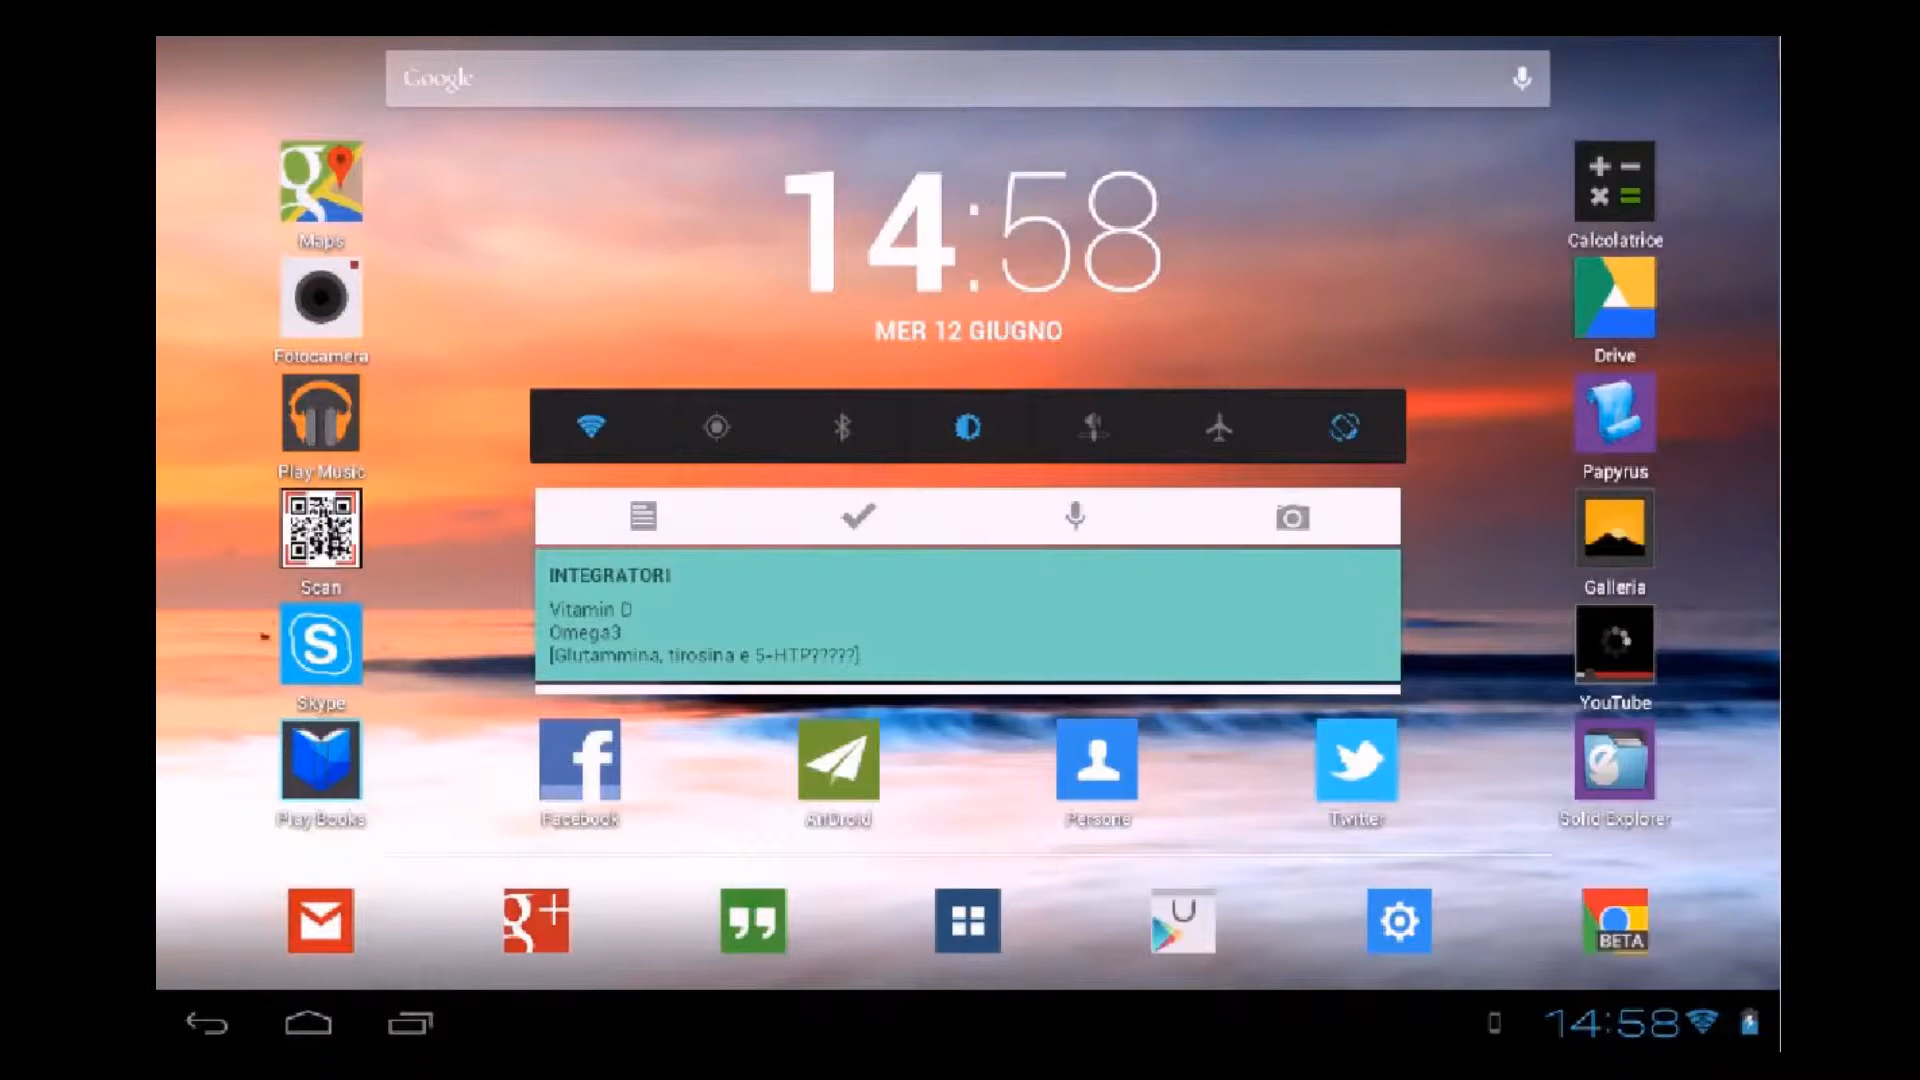 Google
14:58
MER 12 GIUGNO
Maps
Fotocamera
Play Music
Scan
Skype
Play Books
Calcolatrice
Drive
Papyrus
Galleria
YouTube
Solid Explorer
INTEGRATORI
Vitamin D
Omega3
[Glutammina, tirosina e 5-HTP?????]
Facebook
AirDroid
Persone
Twitter
g+
BETA
14:58